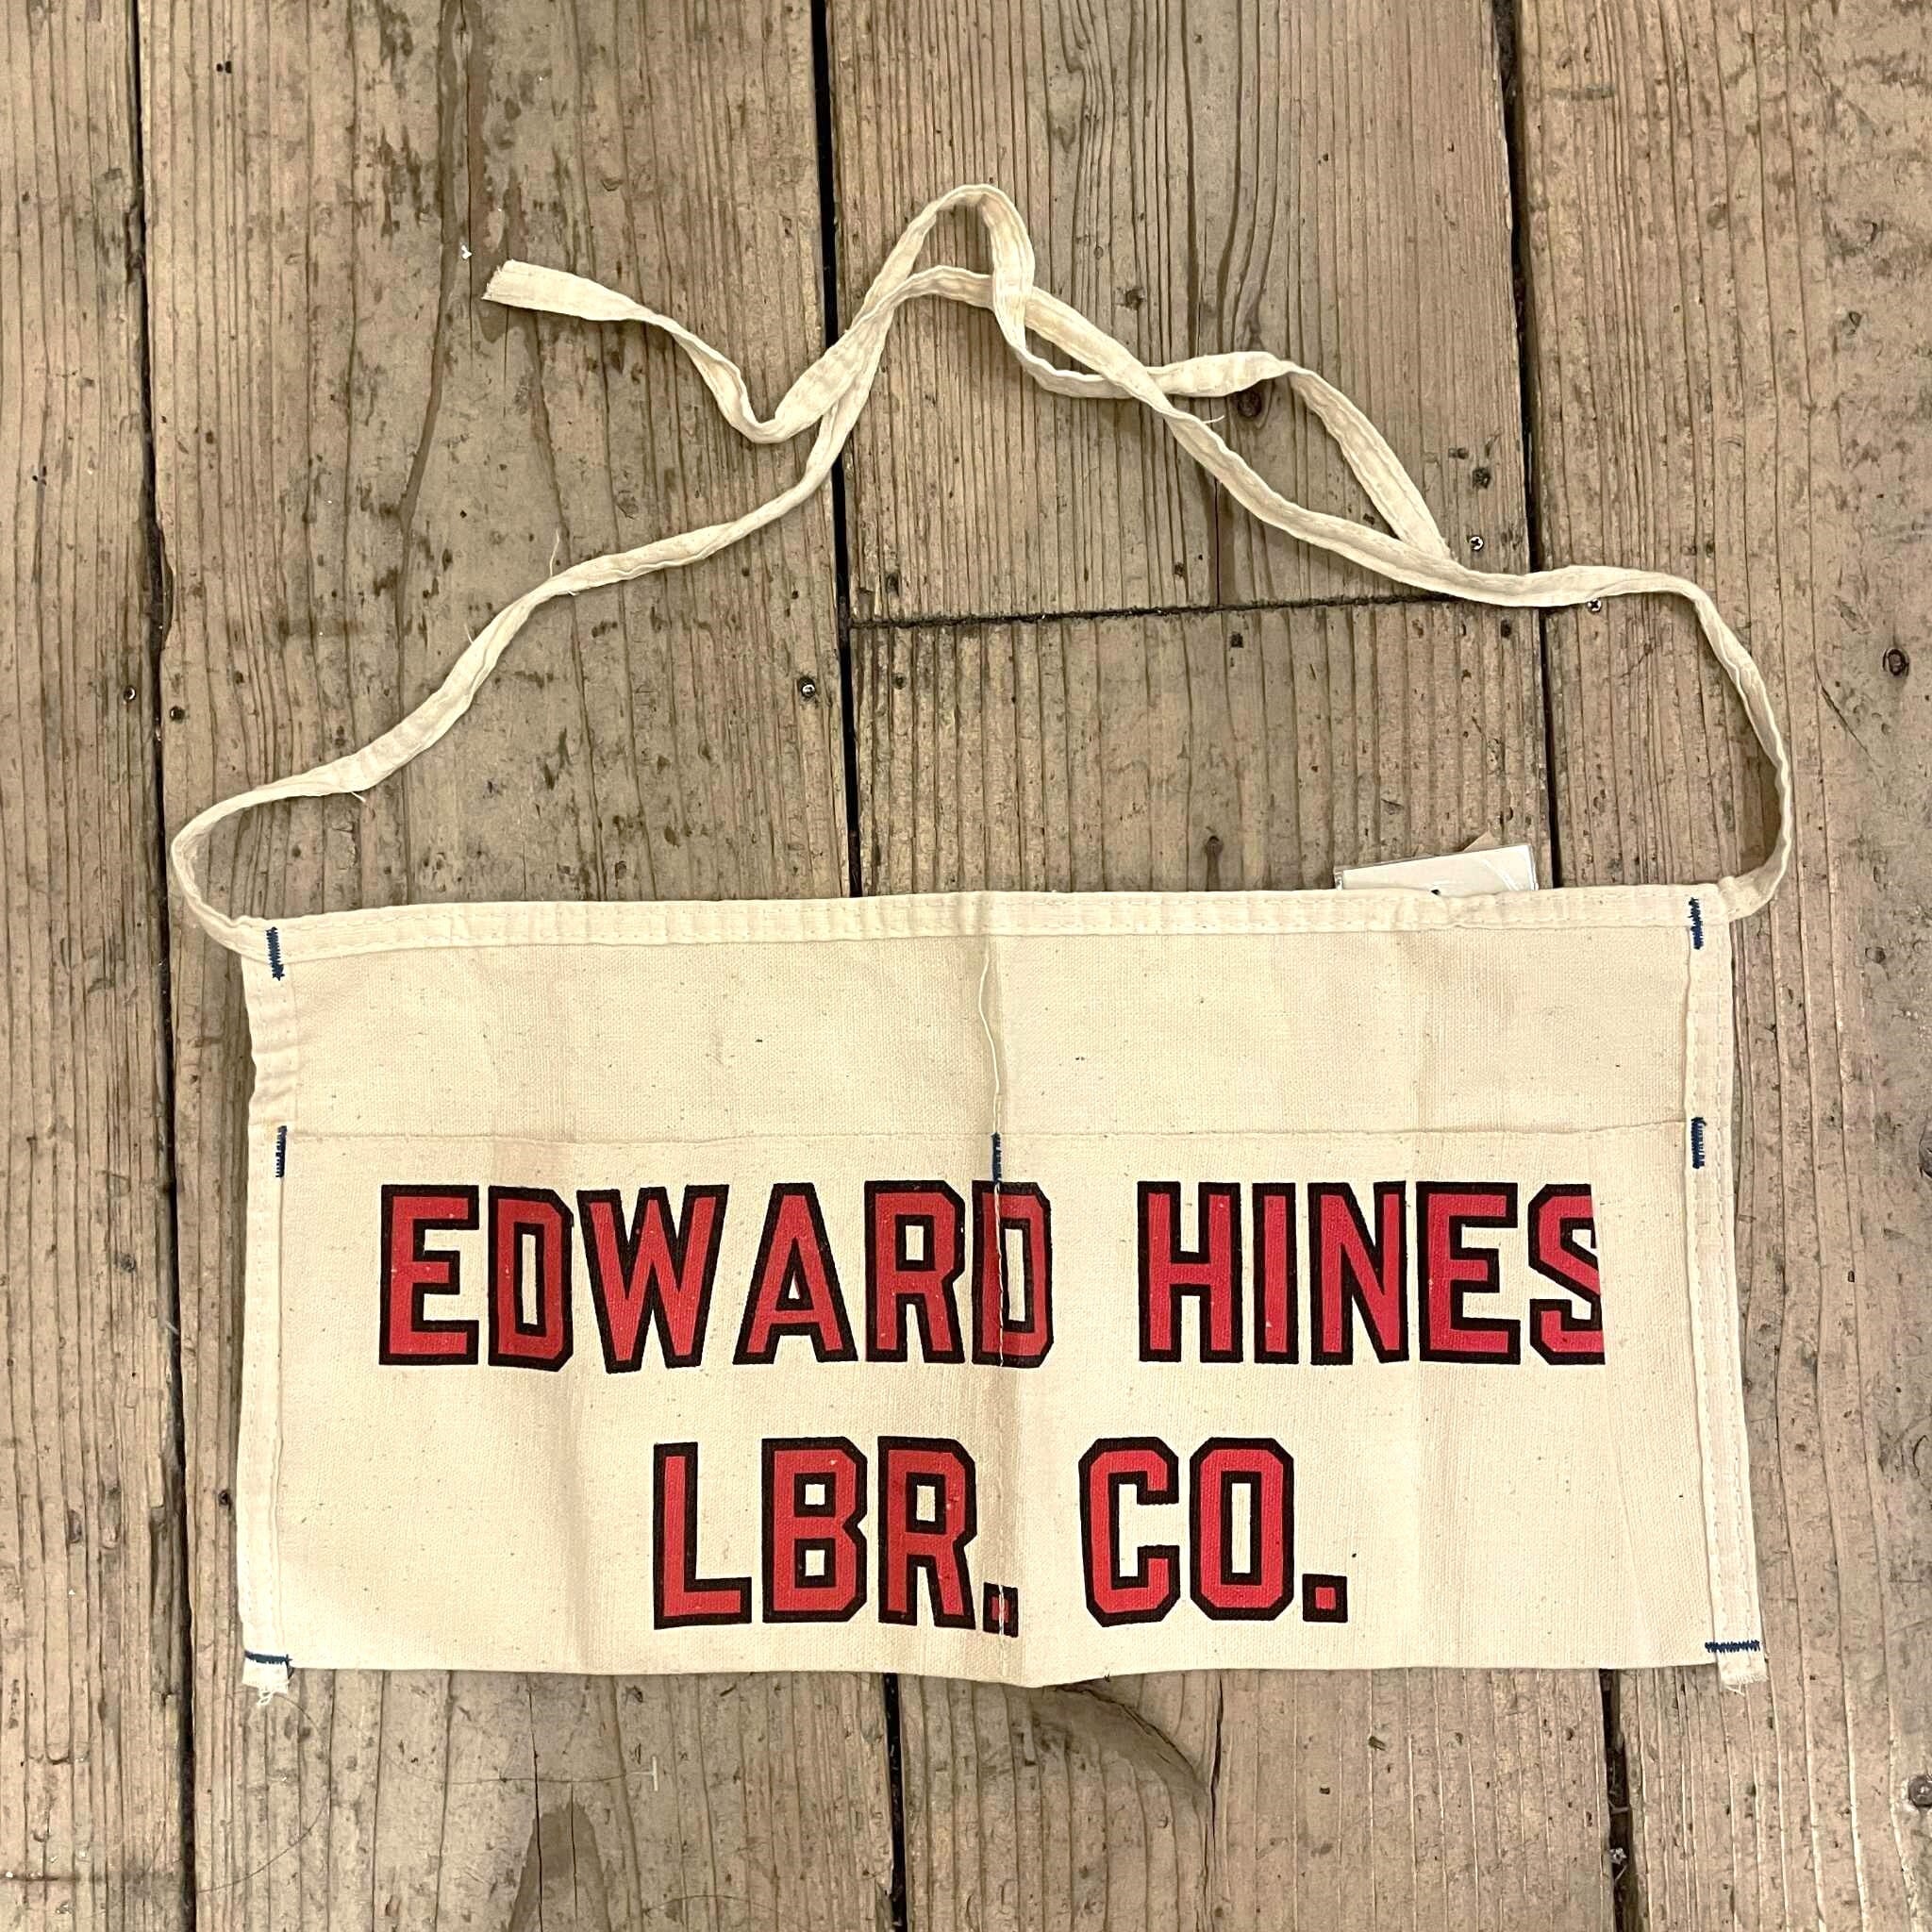 EDWARD HINES
LBR. CO.